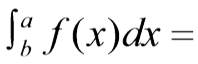 ∫_b^a f(x)dx =